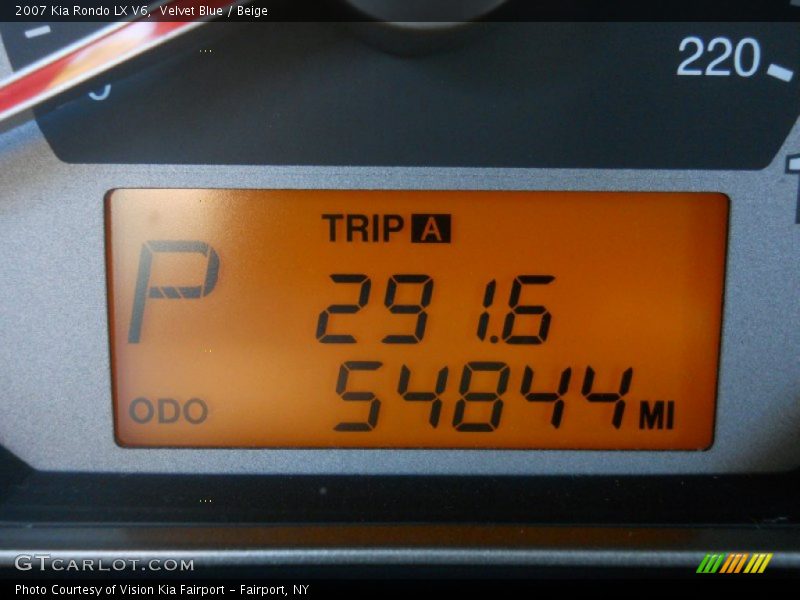 2007 Kia Rondo LX V6,  Velvet Blue / Beige
220
0
TRIP A
P
291.6
ODO 54844 MI
GTCARLOT.COM
Photo Courtesy of Vision Kia Fairport - Fairport, NY